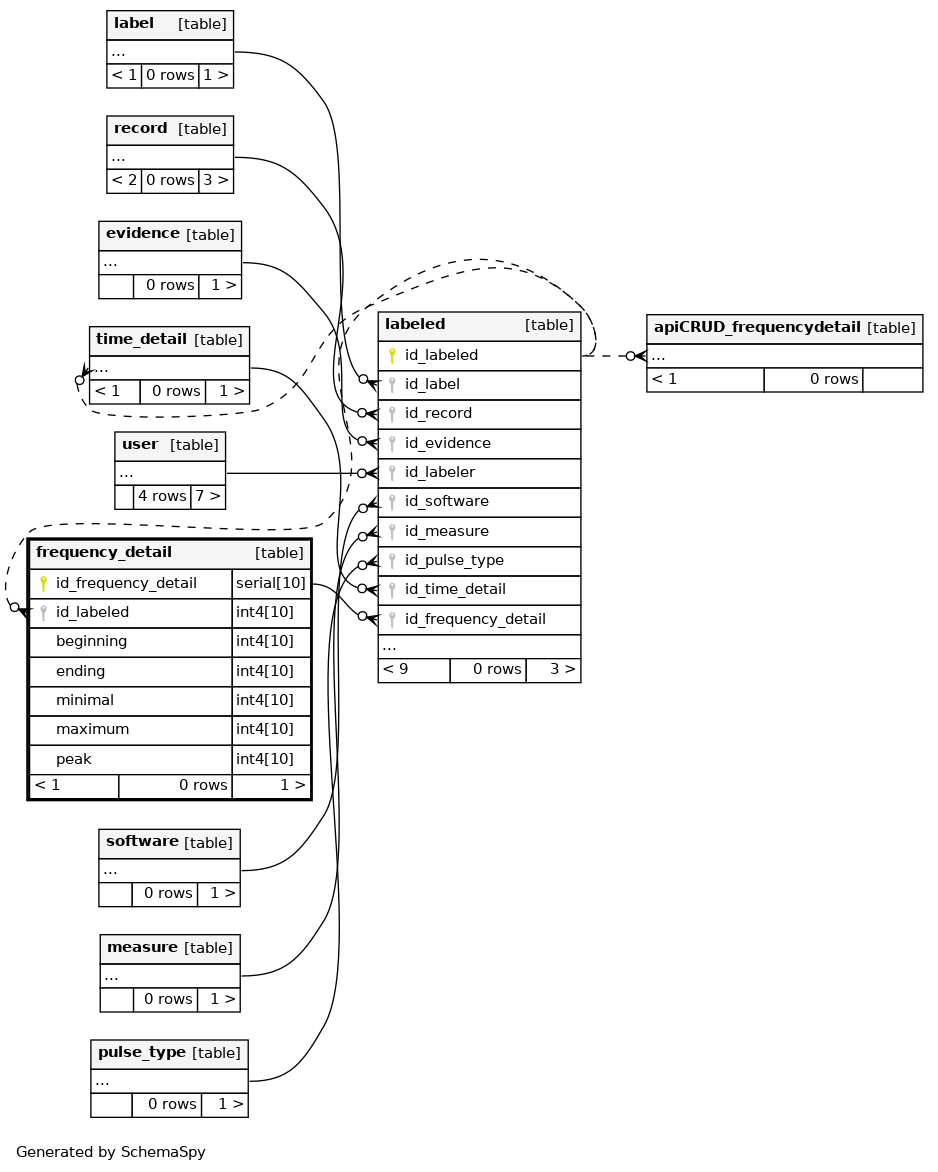 label [table]
...
< 1 0 rows 1 >
record [table]
...
< 2 0 rows 3 >
evidence [table]
...
0 rows 1 >
time_detail [table]
...
< 1 0 rows 1 >
user [table]
...
4 rows 7 >
frequency_detail [table]
id_frequency_detail serial[10]
id_labeled int4[10]
beginning int4[10]
ending int4[10]
minimal int4[10]
maximum int4[10]
peak int4[10]
< 1 0 rows 1 >
software [table]
...
0 rows 1 >
measure [table]
...
0 rows 1 >
pulse_type [table]
...
0 rows 1 >
labeled [table]
id_labeled
id_label
id_record
id_evidence
id_labeler
id_software
id_measure
id_pulse_type
id_time_detail
id_frequency_detail
...
< 9 0 rows 3 >
apiCRUD_frequencydetail [table]
...
< 1 0 rows
Generated by SchemaSpy